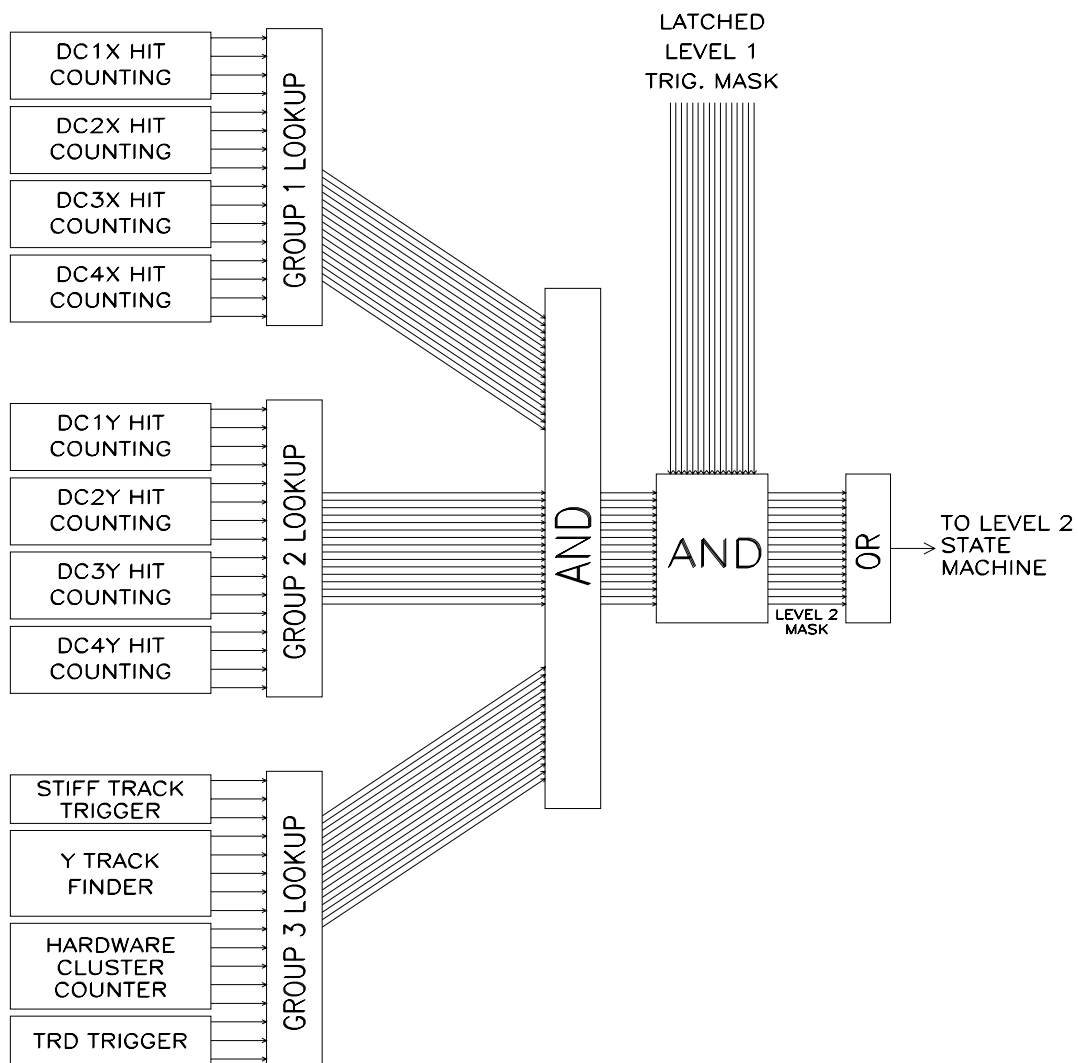 DC1X HIT
COUNTING
DC2X HIT
COUNTING
DC3X HIT
COUNTING
DC4X HIT
COUNTING
GROUP 1 LOOKUP
LATCHED
LEVEL 1
TRIG. MASK
DC1Y HIT
COUNTING
DC2Y HIT
COUNTING
DC3Y HIT
COUNTING
DC4Y HIT
COUNTING
GROUP 2 LOOKUP
AND
AND
LEVEL 2
MASK
OR
TO LEVEL 2
STATE
MACHINE
STIFF TRACK
TRIGGER
Y TRACK
FINDER
HARDWARE
CLUSTER
COUNTER
TRD TRIGGER
GROUP 3 LOOKUP